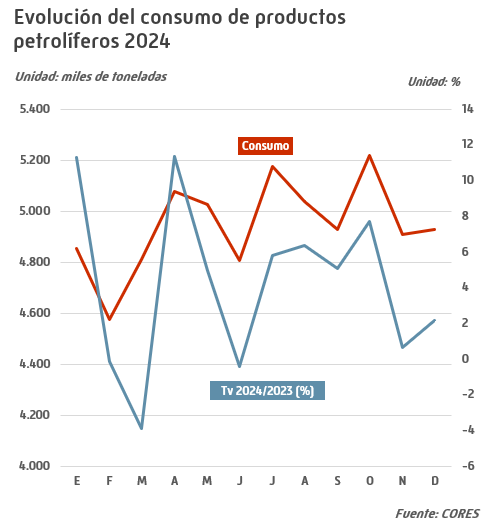 Evolución del consumo de productos
petrolíferos 2024
Unidad: miles de toneladas
Unidad: %
5.400
14
12
Consumo
5.200
10
5.000
8
6
4.800
4
4.600
2
4.400
0
Tv 2024/2023 (%)
-2
4.200
-4
4.000
-6
E F M A M J J A S O N D
Fuente: CORES